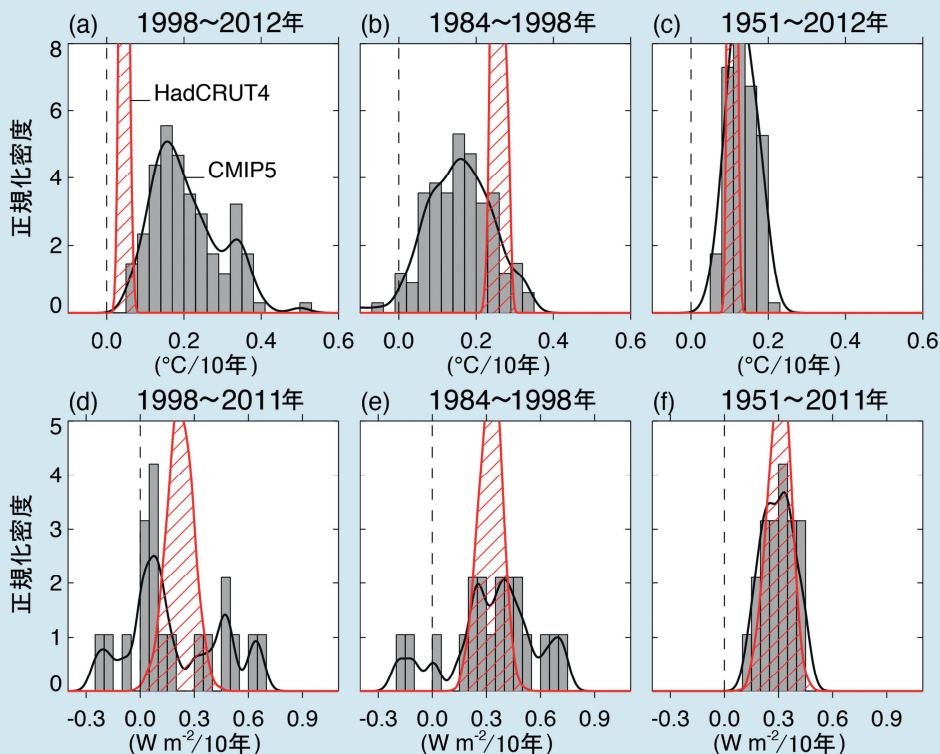 (a) 1998～2012年
(b) 1984～1998年
(c) 1951～2012年
正規化密度
8
6
4
2
0
HadCRUT4
CMIP5
0.0 0.2 0.4 0.6
0.0 0.2 0.4 0.6
0.0 0.2 0.4 0.6
(°C/10年)
(°C/10年)
(°C/10年)
(d) 1998～2011年
(e) 1984～1998年
(f) 1951～2011年
正規化密度
5
4
3
2
1
0
-0.3 0.0 0.3 0.6 0.9
-0.3 0.0 0.3 0.6 0.9
-0.3 0.0 0.3 0.6 0.9
(W m⁻²/10年)
(W m⁻²/10年)
(W m⁻²/10年)